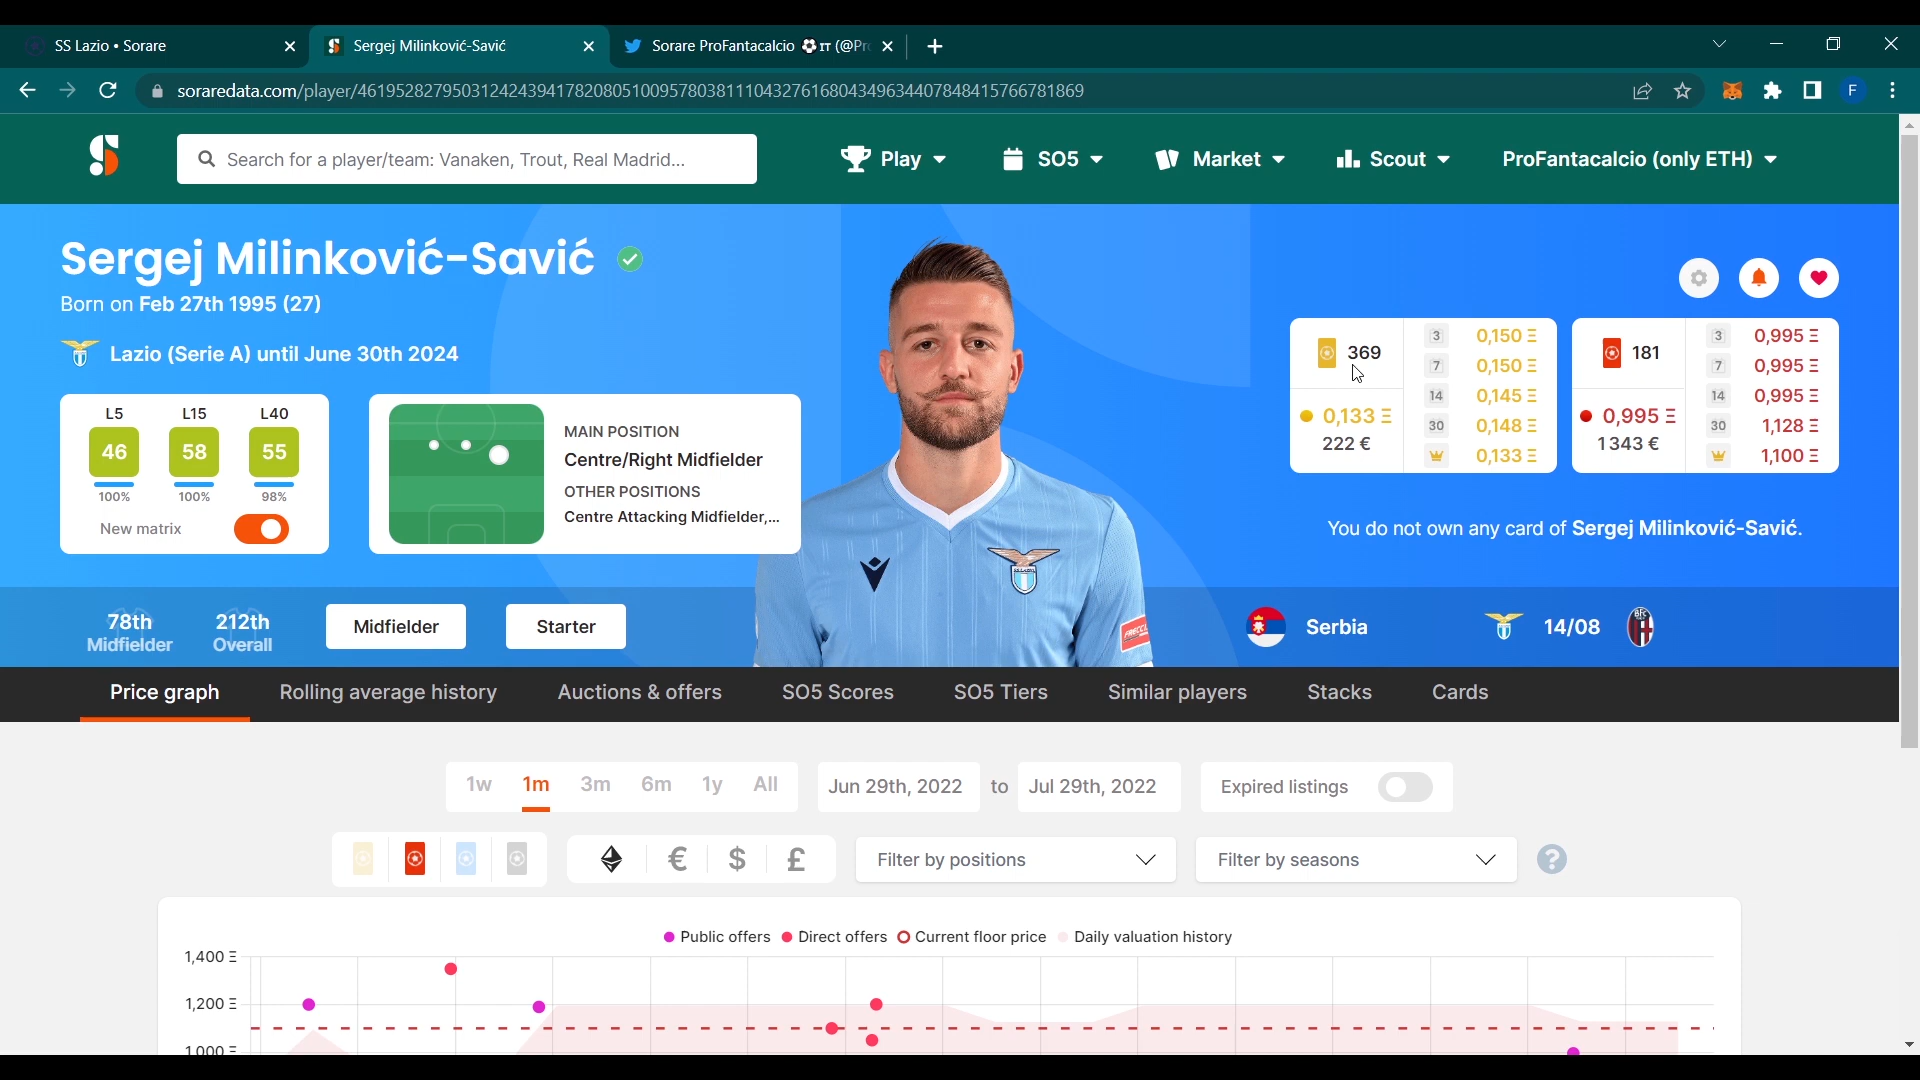 SS Lazio • Sorare
Sergej Milinković-Savić
Sorare ProFantacalcio ⚽ıт (@Pr
soraredata.com/player/46195282795031242439417820805100957803811104327616804349634407848415766781869
F
Search for a player/team: Vanaken, Trout, Real Madrid...
Play
SO5
Market
Scout
ProFantacalcio (only ETH)
Sergej Milinković-Savić
Born on Feb 27th 1995 (27)
Lazio (Serie A) until June 30th 2024
L5 L15 L40
46 58 55
100% 100% 98%
New matrix
MAIN POSITION
Centre/Right Midfielder
OTHER POSITIONS
Centre Attacking Midfielder,...
369
0,133 Ξ
222 €
3 0,150 Ξ
7 0,150 Ξ
14 0,145 Ξ
30 0,148 Ξ
0,133 Ξ
181
0,995 Ξ
1 343 €
3 0,995 Ξ
7 0,995 Ξ
14 0,995 Ξ
30 1,128 Ξ
1,100 Ξ
You do not own any card of Sergej Milinković-Savić.
78th
Midfielder
212th
Overall
Midfielder
Starter
Serbia
14/08
Price graph
Rolling average history
Auctions & offers
SO5 Scores
SO5 Tiers
Similar players
Stacks
Cards
1w 1m 3m 6m 1y All
Jun 29th, 2022 to Jul 29th, 2022
Expired listings
€ $ £
Filter by positions
Filter by seasons
?
Public offers Direct offers Current floor price Daily valuation history
1,400 Ξ
1,200 Ξ
1,000 Ξ